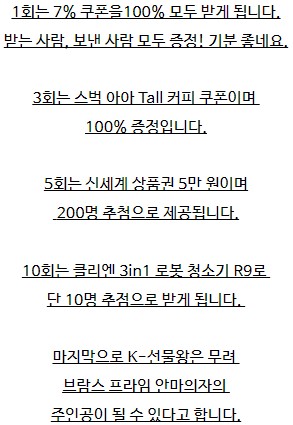 1회는 7% 쿠폰을100% 모두 받게 됩니다.
받는 사람, 보낸 사람 모두 증정! 기분 좋네요.
3회는 스벅 아아 Tall 커피 쿠폰이며
100% 증정입니다.
5회는 신세계 상품권 5만 원이며
200명 추첨으로 제공됩니다.
10회는 클리엔 3in1 로봇 청소기 R9로
단 10명 추점으로 받게 됩니다.
마지막으로 K-선물왕은 무려
브람스 프라임 안마의자의
주인공이 될 수 있다고 합니다.